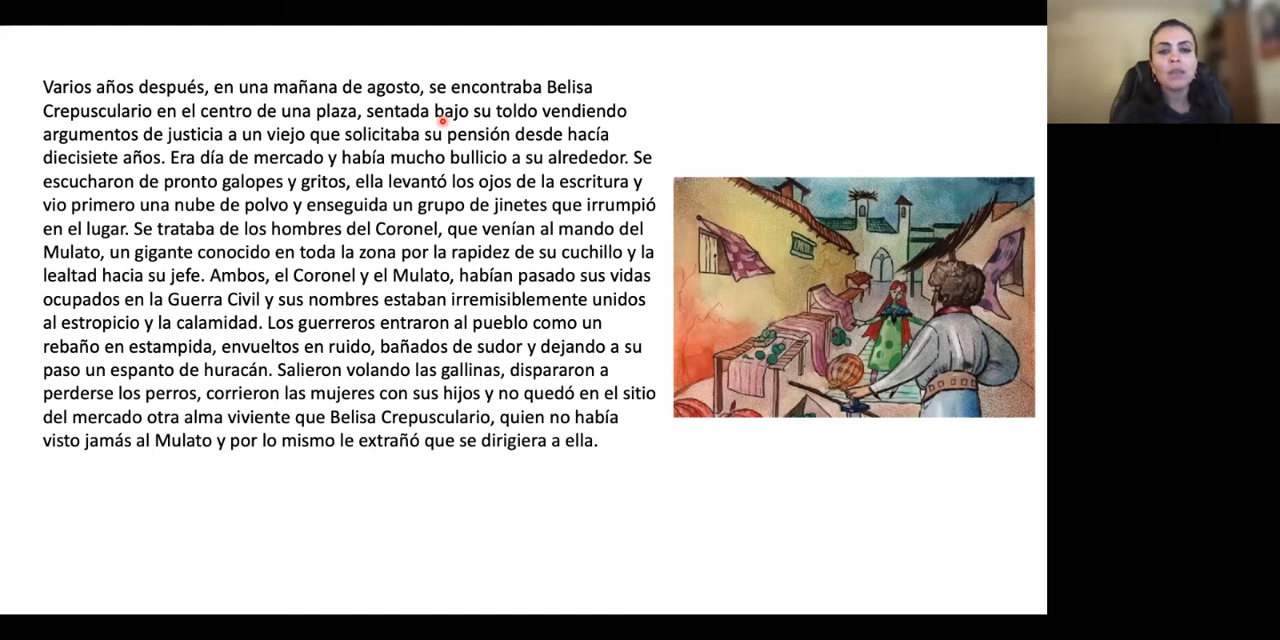 Varios años después, en una mañana de agosto, se encontraba Belisa
Crepusculario en el centro de una plaza, sentada bajo su toldo vendiendo
argumentos de justicia a un viejo que solicitaba su pensión desde hacía
diecisiete años. Era día de mercado y había mucho bullicio a su alrededor. Se
escucharon de pronto galopes y gritos, ella levantó los ojos de la escritura y
vio primero una nube de polvo y enseguida un grupo de jinetes que irrumpió
en el lugar. Se trataba de los hombres del Coronel, que venían al mando del
Mulato, un gigante conocido en toda la zona por la rapidez de su cuchillo y la
lealtad hacia su jefe. Ambos, el Coronel y el Mulato, habían pasado sus vidas
ocupados en la Guerra Civil y sus nombres estaban irremisiblemente unidos
al estropicio y la calamidad. Los guerreros entraron al pueblo como un
rebaño en estampida, envueltos en ruido, bañados de sudor y dejando a su
paso un espanto de huracán. Salieron volando las gallinas, dispararon a
perderse los perros, corrieron las mujeres con sus hijos y no quedó en el sitio
del mercado otra alma viviente que Belisa Crepusculario, quien no había
visto jamás al Mulato y por lo mismo le extrañó que se dirigiera a ella.